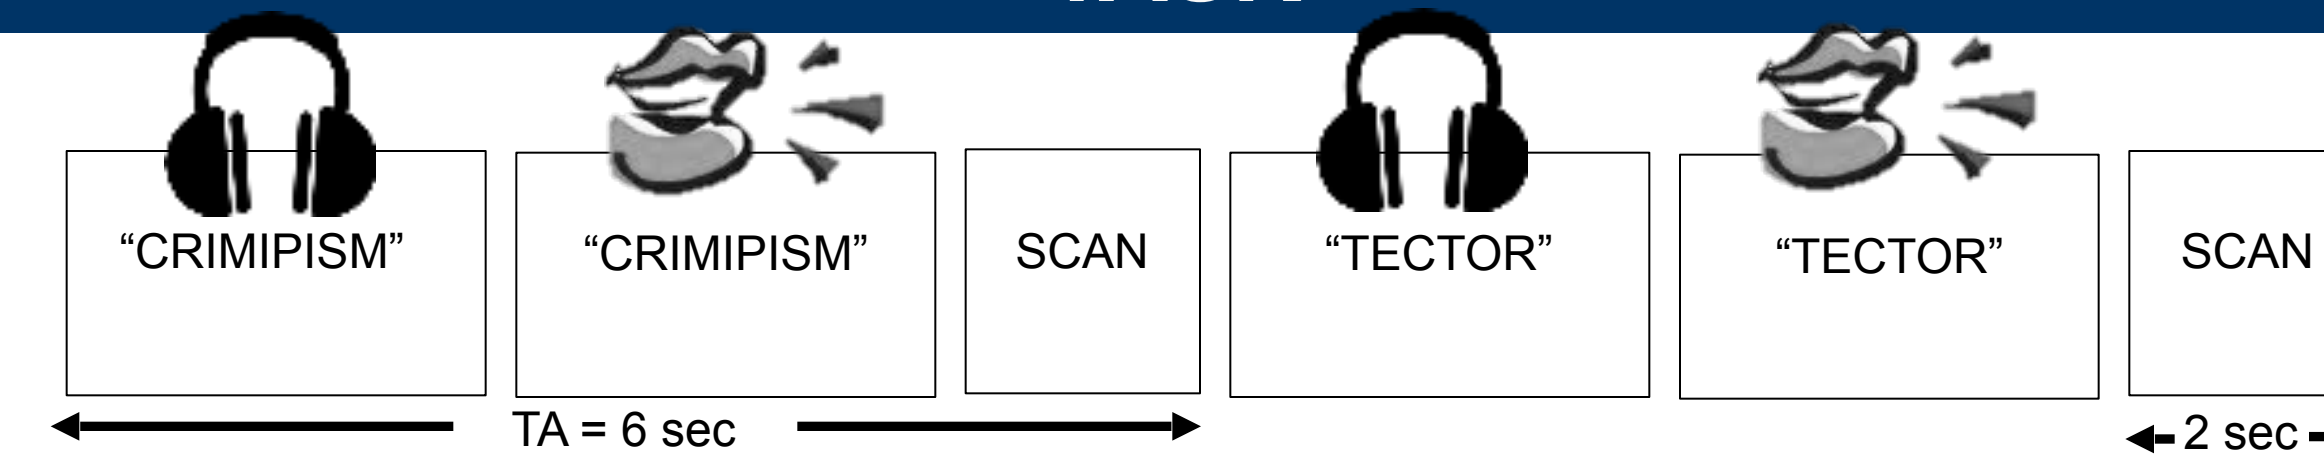 “CRIMIPISM”
“CRIMIPISM”
SCAN
“TECTOR”
“TECTOR”
SCAN
TA = 6 sec
2 sec